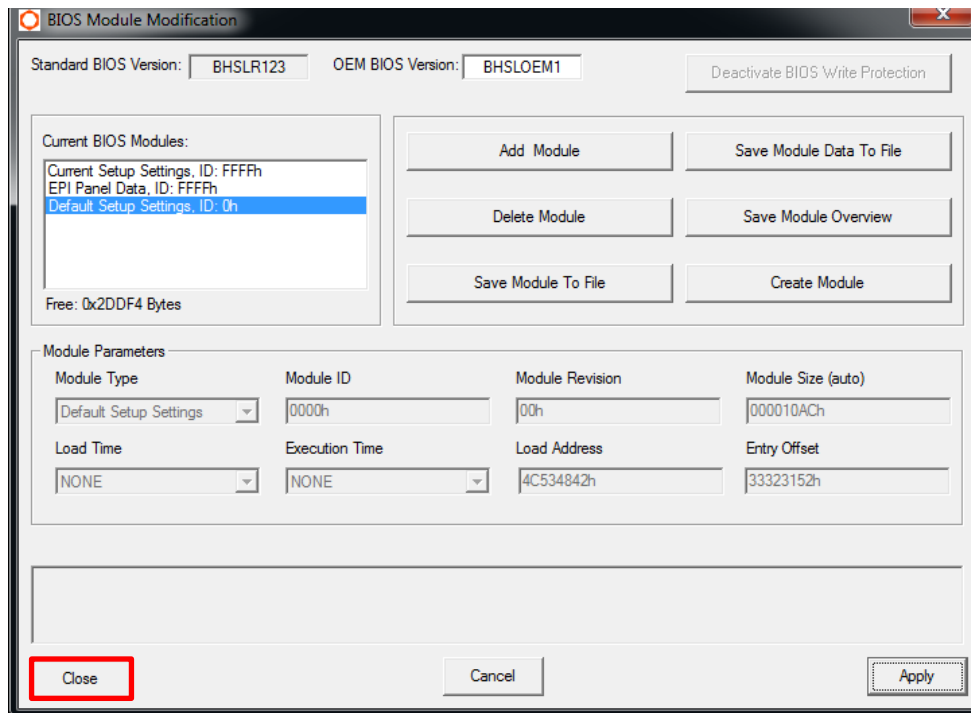 BIOS Module Modification
Standard BIOS Version: BHSLR123 OEM BIOS Version: BHSLOEM1 Deactivate BIOS Write Protection
Current BIOS Modules:
Current Setup Settings, ID: FFFFh
EPI Panel Data, ID: FFFFh
Default Setup Settings, ID: 0h
Free: 0x2DDF4 Bytes
Add Module Save Module Data To File
Delete Module Save Module Overview
Save Module To File Create Module
Module Parameters
Module Type Module ID Module Revision Module Size (auto)
Default Setup Settings 0000h 00h 000010ACh
Load Time Execution Time Load Address Entry Offset
NONE NONE 4C534842h 33323152h
Close Cancel Apply